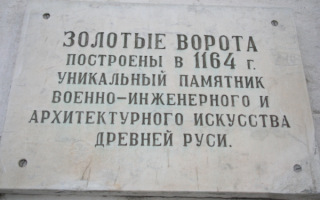 ЗОЛОТЫЕ ВОРОТА
ПОСТРОЕНЫ В 1164 г.
УНИКАЛЬНЫЙ ПАМЯТНИК
ВОЕННО-ИНЖЕНЕРНОГО И
АРХИТЕКТУРНОГО ИСКУССТВА
ДРЕВНЕЙ РУСИ.